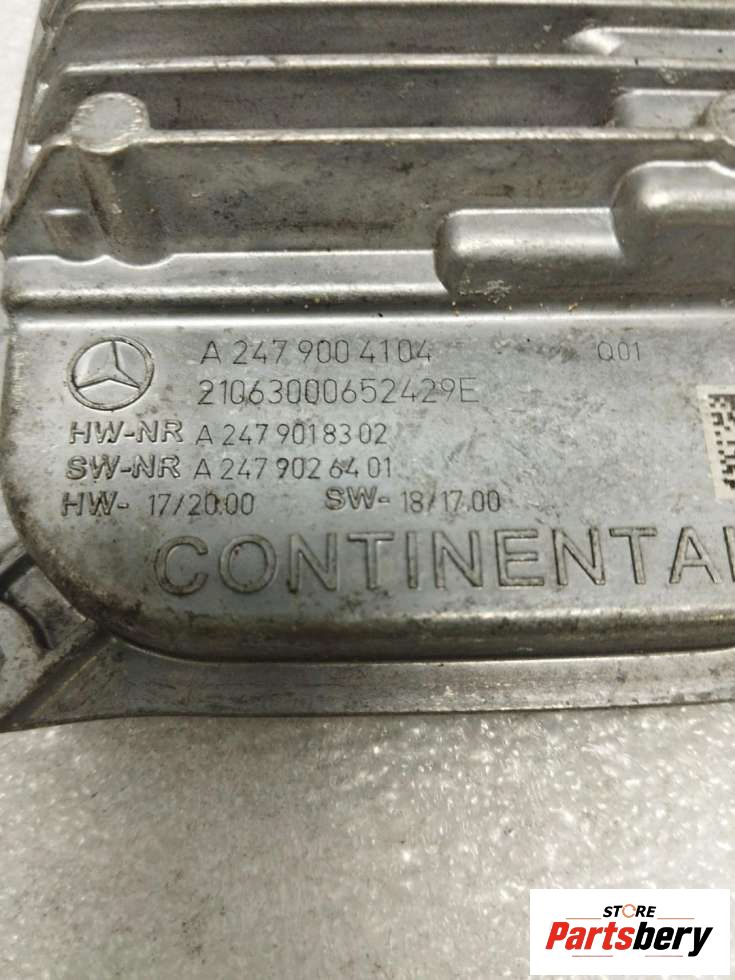 A 247 900 4104 Q01
21063000652429E
HW-NR A 247 901 83 02
SW-NR A 247 902 64 01
HW- 17/20.00 SW- 18/17.00
CONTINENTAL
STORE
Partsbery